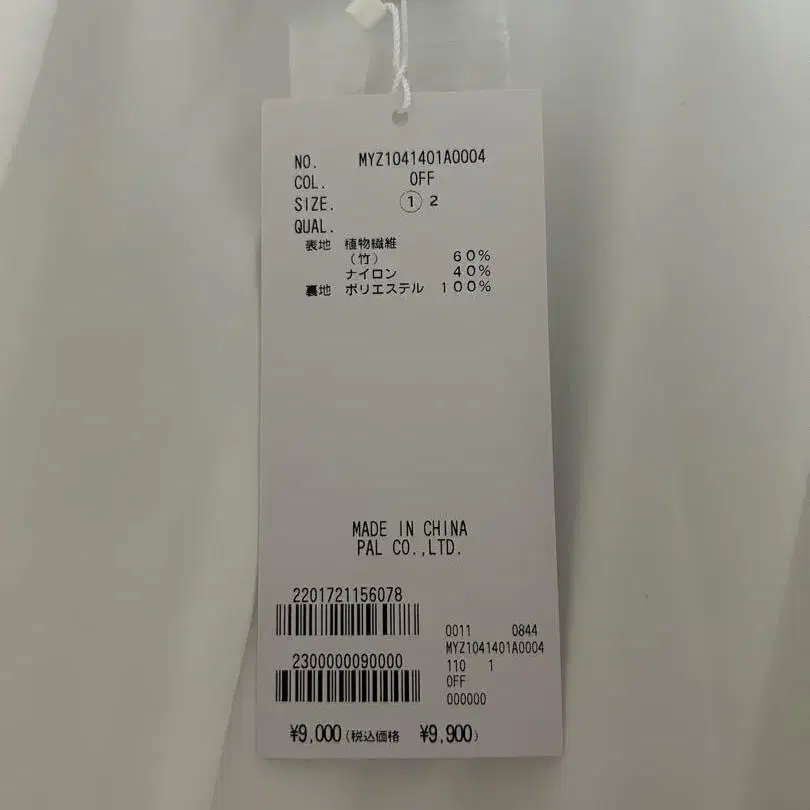 NO. MYZ1041401A0004
COL. OFF
SIZE. ① 2
QUAL.
表地 植物繊維
(竹) 60%
ナイロン 40%
裏地 ポリエステル 100%
MADE IN CHINA
PAL CO.,LTD.
2201721156078
2300000090000
0011 0844
MYZ1041401A0004
110 1
OFF
000000
¥9,000(税込価格 ¥9,900)